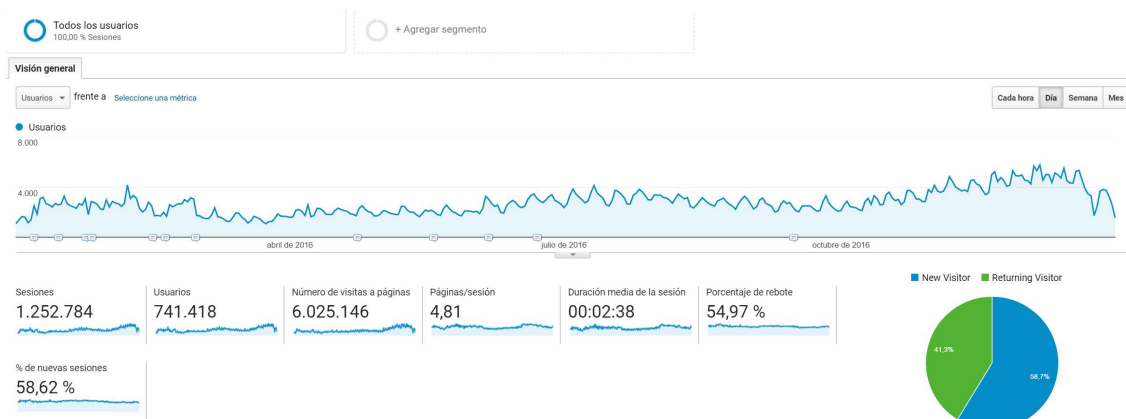 Todos los usuarios
100,00 % Sesiones
+ Agregar segmento
Visión general
Usuarios frente a Seleccione una métrica
Cada hora Día Semana Mes
Usuarios
8.000
4.000
abril de 2016 julio de 2016 octubre de 2016
New Visitor Returning Visitor
Sesiones
1.252.784
Usuarios
741.418
Número de visitas a páginas
6.025.146
Páginas/sesión
4,81
Duración media de la sesión
00:02:38
Porcentaje de rebote
54,97 %
% de nuevas sesiones
58,62 %
41,3%
58,7%